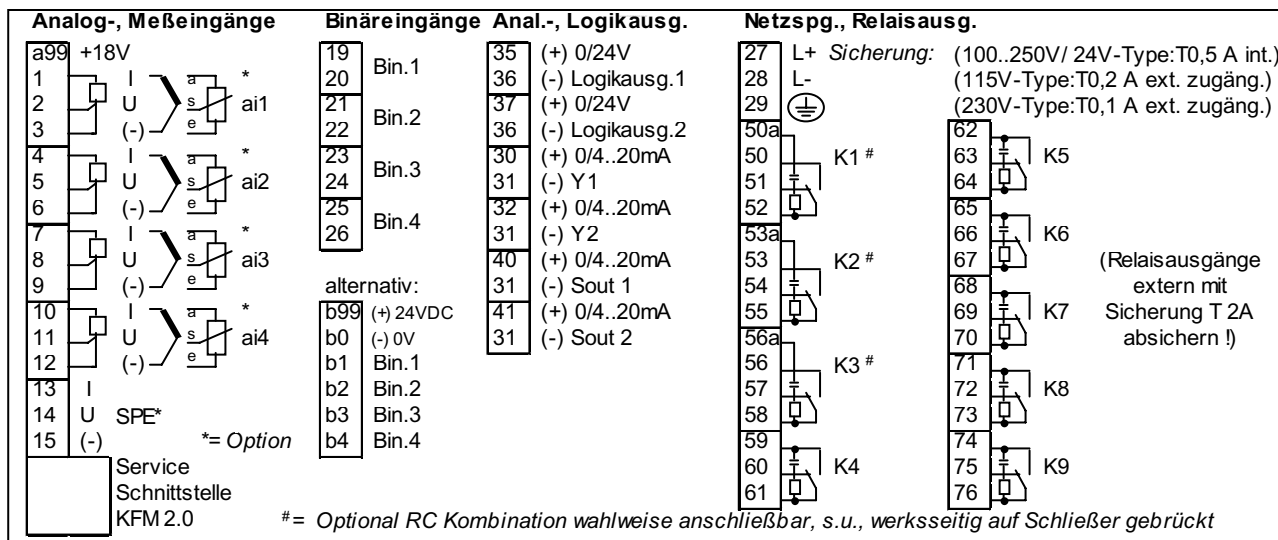 Analog-, Meßeingänge Binäreingänge Anal.-, Logikausg. Netzspg., Relaisausg.
a99 +18V
1 I a *
2 U s ai1
3 (-) e
4 I a *
5 U s ai2
6 (-) e
7 I a *
8 U s ai3
9 (-) e
10 I a *
11 U s ai4
12 (-) e
13 I
14 U SPE*
15 (-) *= Option
Service
Schnittstelle
KFM 2.0
19
20 Bin.1
21
22 Bin.2
23
24 Bin.3
25
26 Bin.4
alternativ:
b99 (+) 24VDC
b0 (-) 0V
b1 Bin.1
b2 Bin.2
b3 Bin.3
b4 Bin.4
35 (+) 0/24V
36 (-) Logikausg.1
37 (+) 0/24V
36 (-) Logikausg.2
30 (+) 0/4..20mA
31 (-) Y1
32 (+) 0/4..20mA
31 (-) Y2
40 (+) 0/4..20mA
31 (-) Sout 1
41 (+) 0/4..20mA
31 (-) Sout 2
27 L+ Sicherung: (100..250V/ 24V-Type:T0,5 A int.)
28 L- (115V-Type:T0,2 A ext. zugäng.)
29 (230V-Type:T0,1 A ext. zugäng.)
50a
50 K1 #
51
52
53a
53 K2 #
54
55
56a
56 K3 #
57
58
59
60 K4
61
62
63 K5
64
65
66 K6
67
68
69 K7
70
71
72 K8
73
74
75 K9
76
(Relaisausgänge
extern mit
Sicherung T 2A
absichern !)
#= Optional RC Kombination wahlweise anschließbar, s.u., werksseitig auf Schließer gebrückt